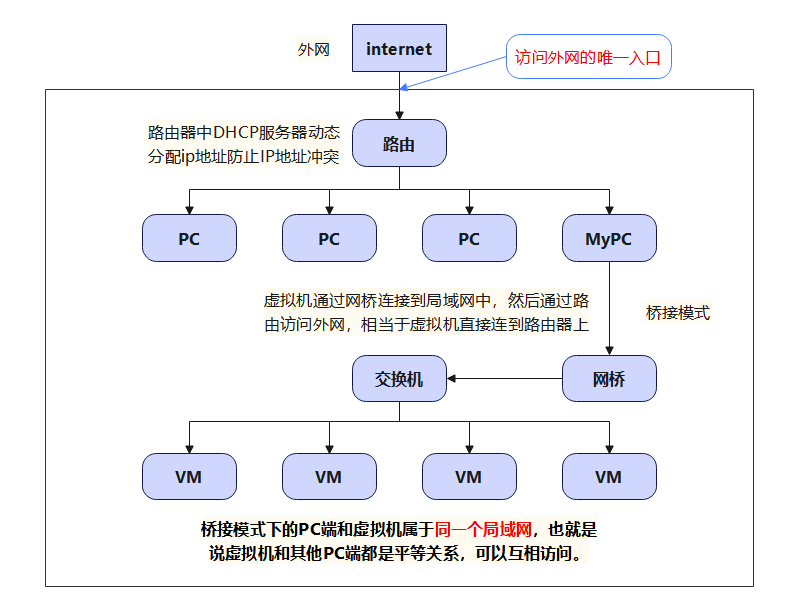 外网
internet
访问外网的唯一入口
路由器中DHCP服务器动态
分配ip地址防止IP地址冲突
路由
PC
PC
PC
MyPC
虚拟机通过网桥连接到局域网中，然后通过路
由访问外网，相当于虚拟机直接连到路由器上
桥接模式
交换机
网桥
VM
VM
VM
VM
桥接模式下的PC端和虚拟机属于同一个局域网，也就是
说虚拟机和其他PC端都是平等关系，可以互相访问。